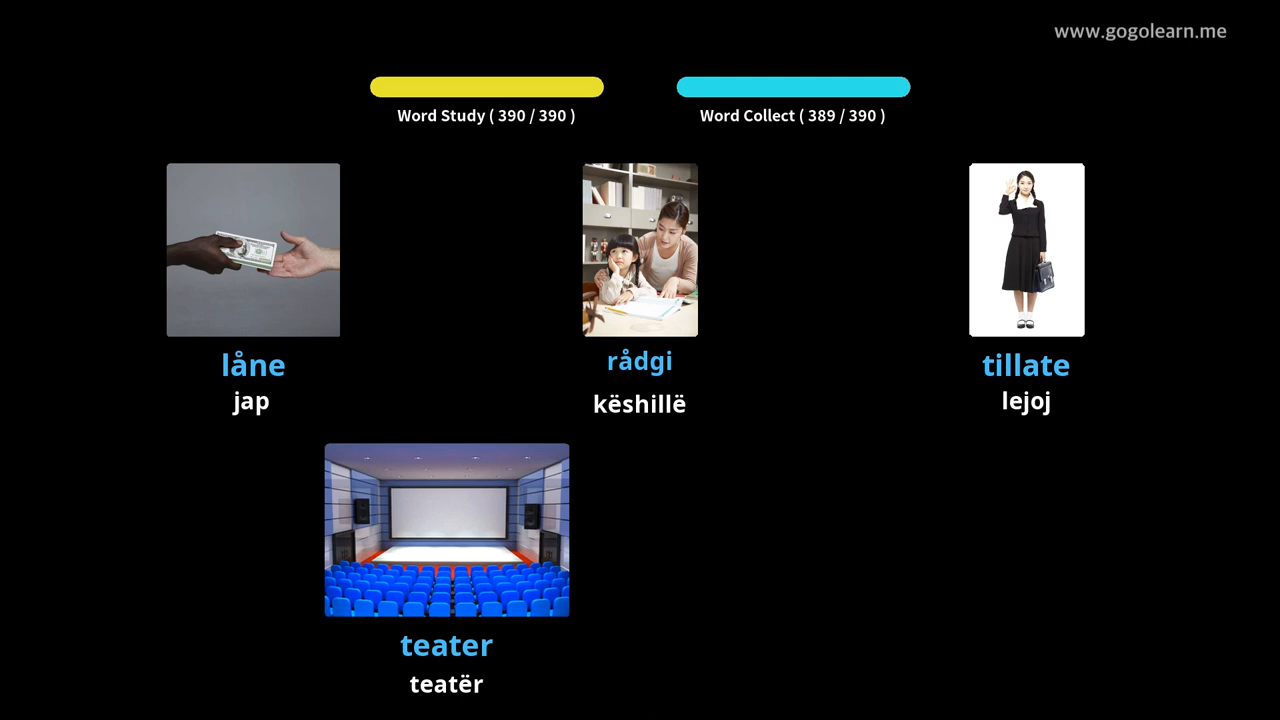 www.gogolearn.me
Word Study ( 390 / 390 )
Word Collect ( 389 / 390 )
låne
jap
rådgi
këshillë
tillate
lejoj
teater
teatër